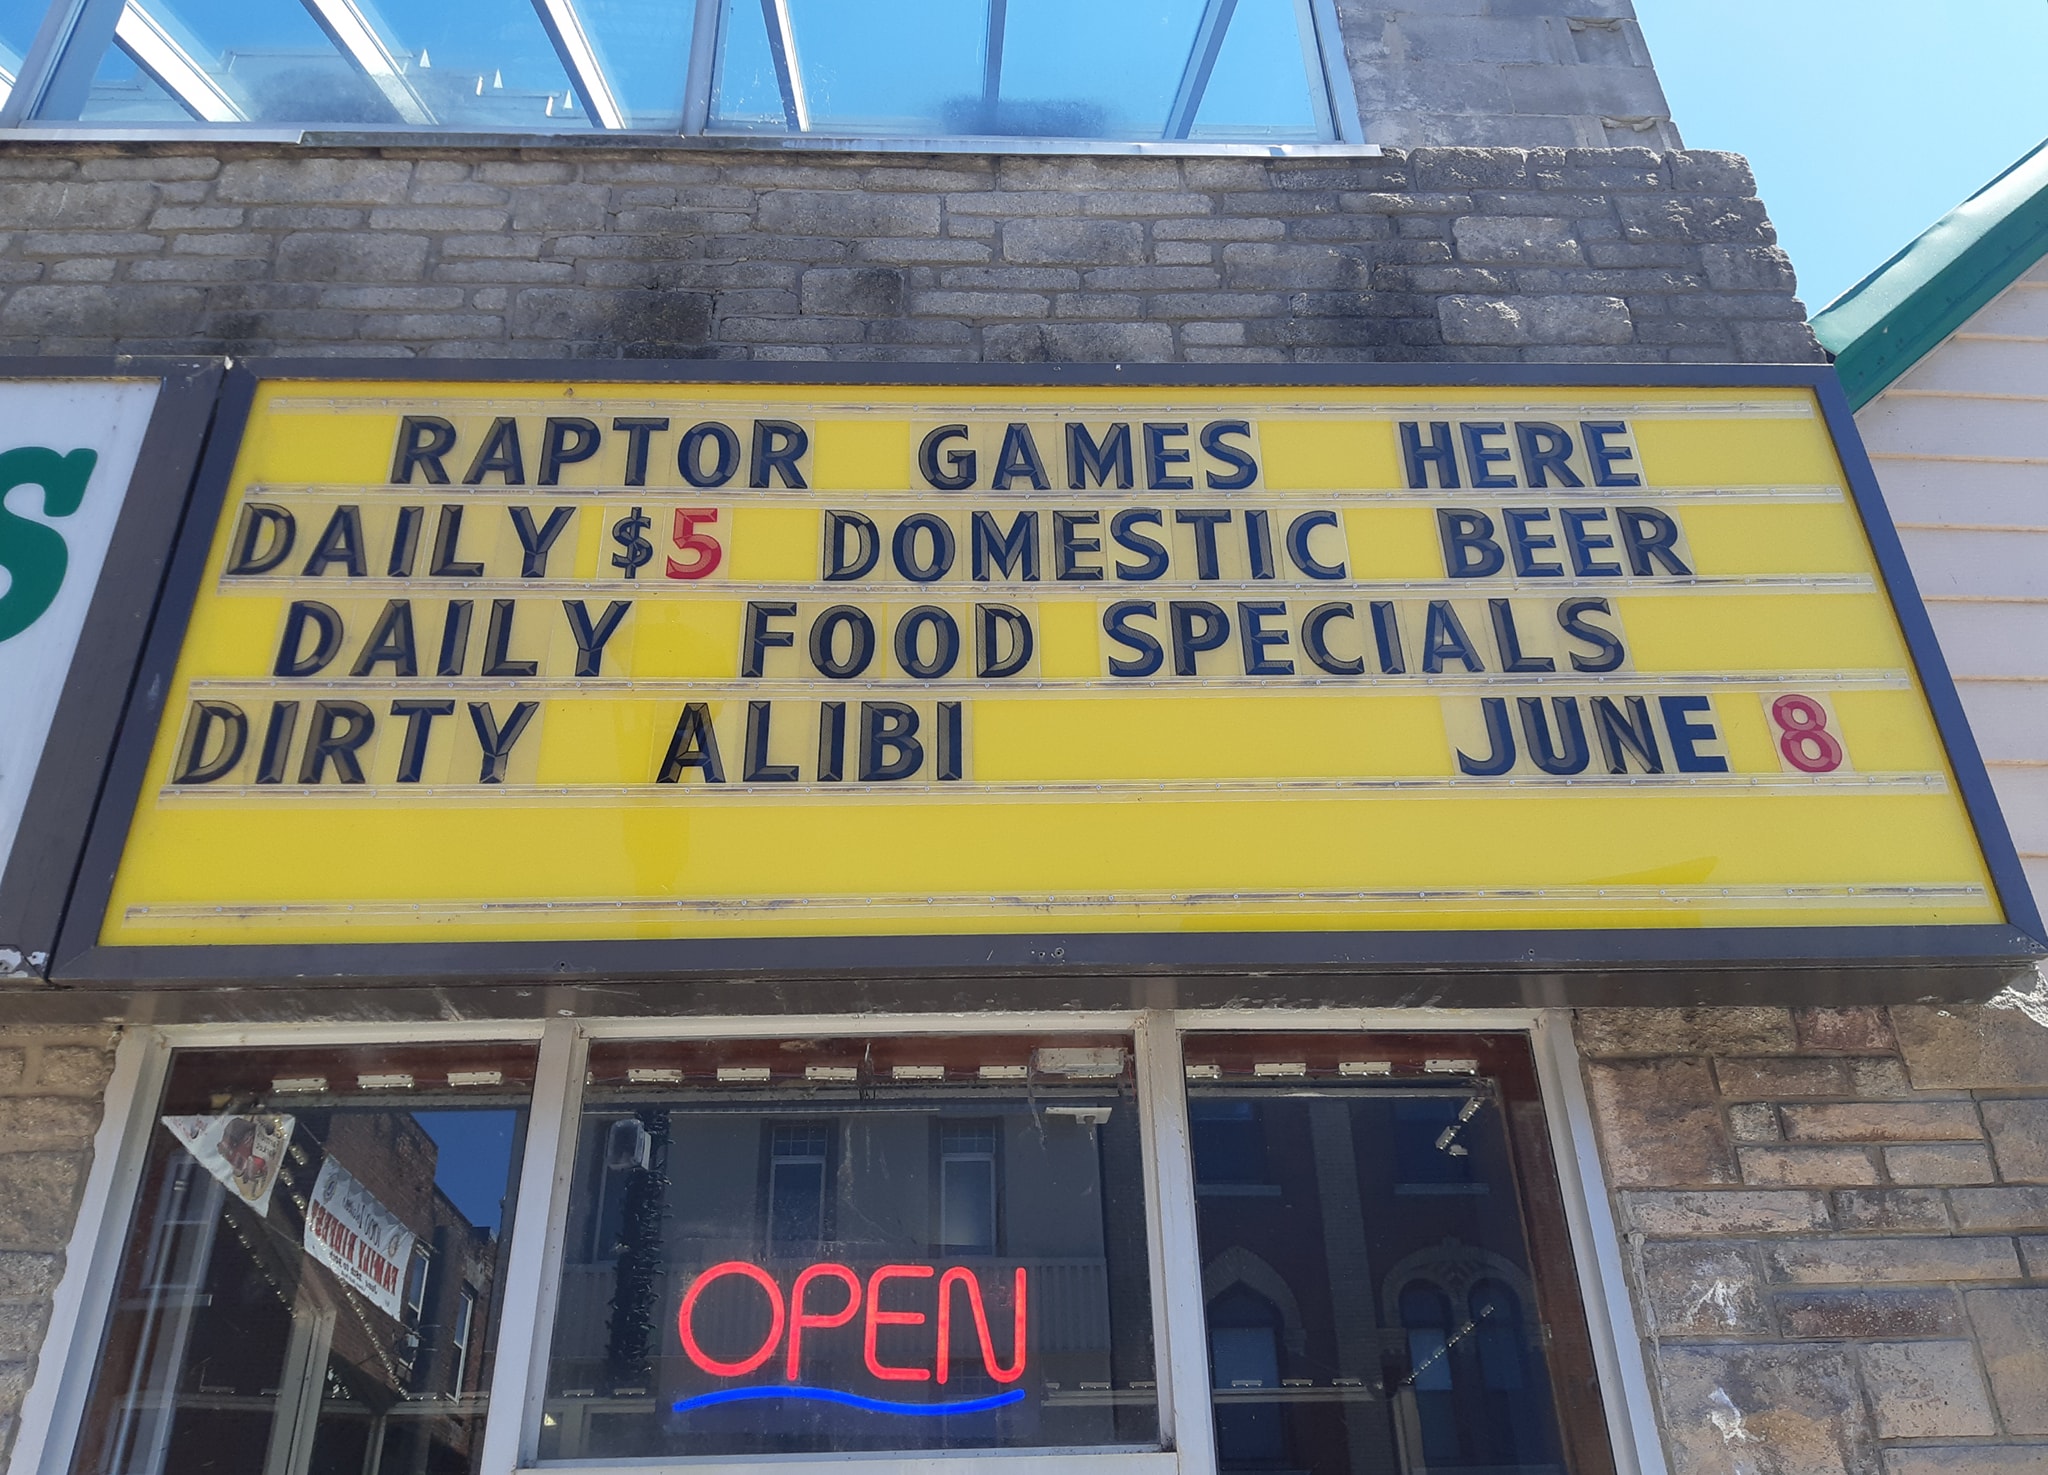 S
RAPTOR GAMES HERE
DAILY $5 DOMESTIC BEER
DAILY FOOD SPECIALS
DIRTY ALIBI JUNE 8
OPEN